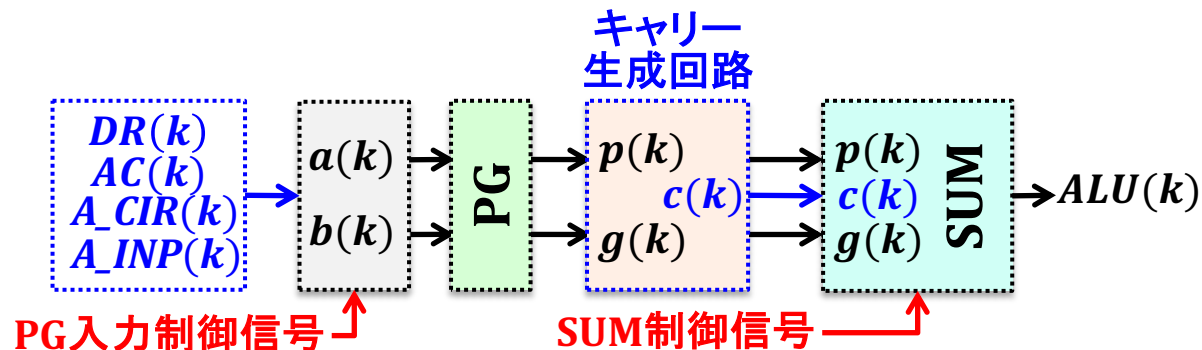 キャリー
生成回路
DR(k)
AC(k)
A_CIR(k)
A_INP(k)
a(k)
b(k)
PG
p(k)
c(k)
g(k)
p(k)
c(k)
g(k)
SUM
ALU(k)
PG入力制御信号
SUM制御信号